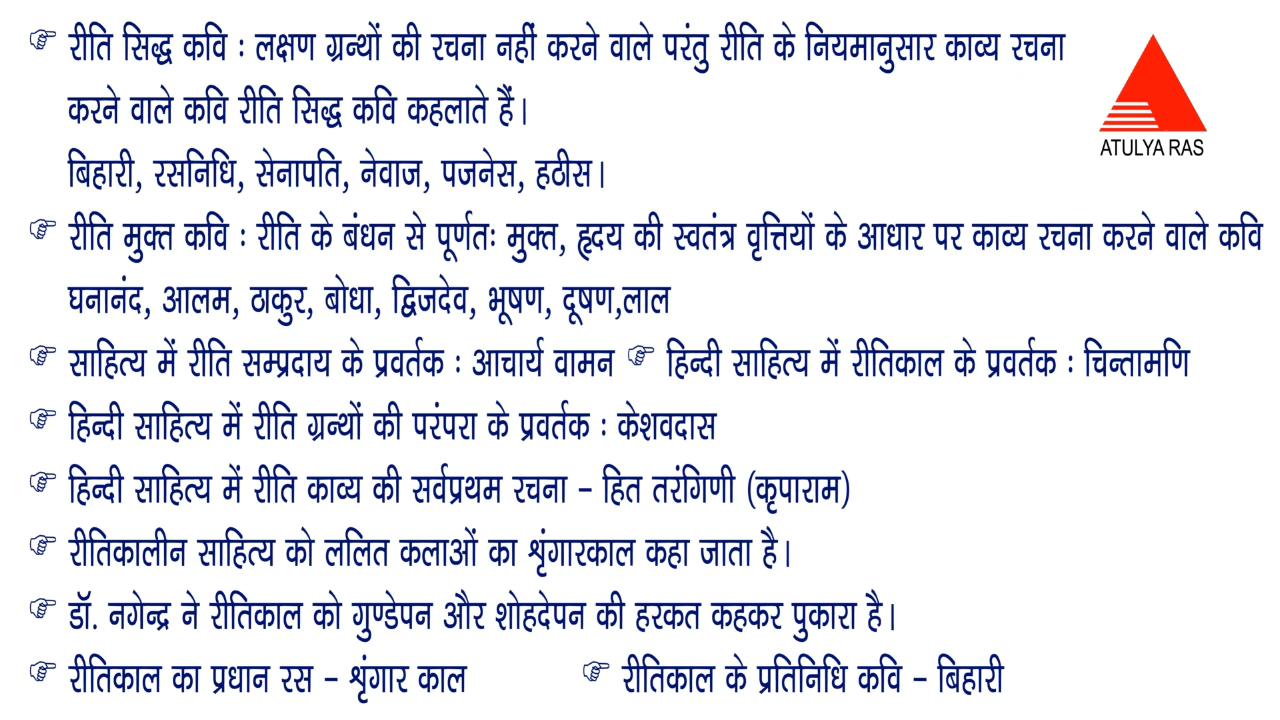 ☞ रीति सिद्ध कवि : लक्षण ग्रन्थों की रचना नहीं करने वाले परंतु रीति के नियमानुसार काव्य रचना
करने वाले कवि रीति सिद्ध कवि कहलाते हैं।
बिहारी, रसनिधि, सेनापति, नेवाज, पजनेस, हठीस।
☞ रीति मुक्त कवि : रीति के बंधन से पूर्णतः मुक्त, हृदय की स्वतंत्र वृत्तियों के आधार पर काव्य रचना करने वाले कवि
घनानंद, आलम, ठाकुर, बोधा, द्विजदेव, भूषण, दूषण,लाल
☞ साहित्य में रीति सम्प्रदाय के प्रवर्तक : आचार्य वामन ☞ हिन्दी साहित्य में रीतिकाल के प्रवर्तक : चिन्तामणि
☞ हिन्दी साहित्य में रीति ग्रन्थों की परंपरा के प्रवर्तक : केशवदास
☞ हिन्दी साहित्य में रीति काव्य की सर्वप्रथम रचना – हित तरंगिणी (कृपाराम)
☞ रीतिकालीन साहित्य को ललित कलाओं का शृंगारकाल कहा जाता है।
☞ डॉ. नगेन्द्र ने रीतिकाल को गुण्डेपन और शोहदेपन की हरकत कहकर पुकारा है।
☞ रीतिकाल का प्रधान रस – शृंगार काल ☞ रीतिकाल के प्रतिनिधि कवि – बिहारी
ATULYA RAS